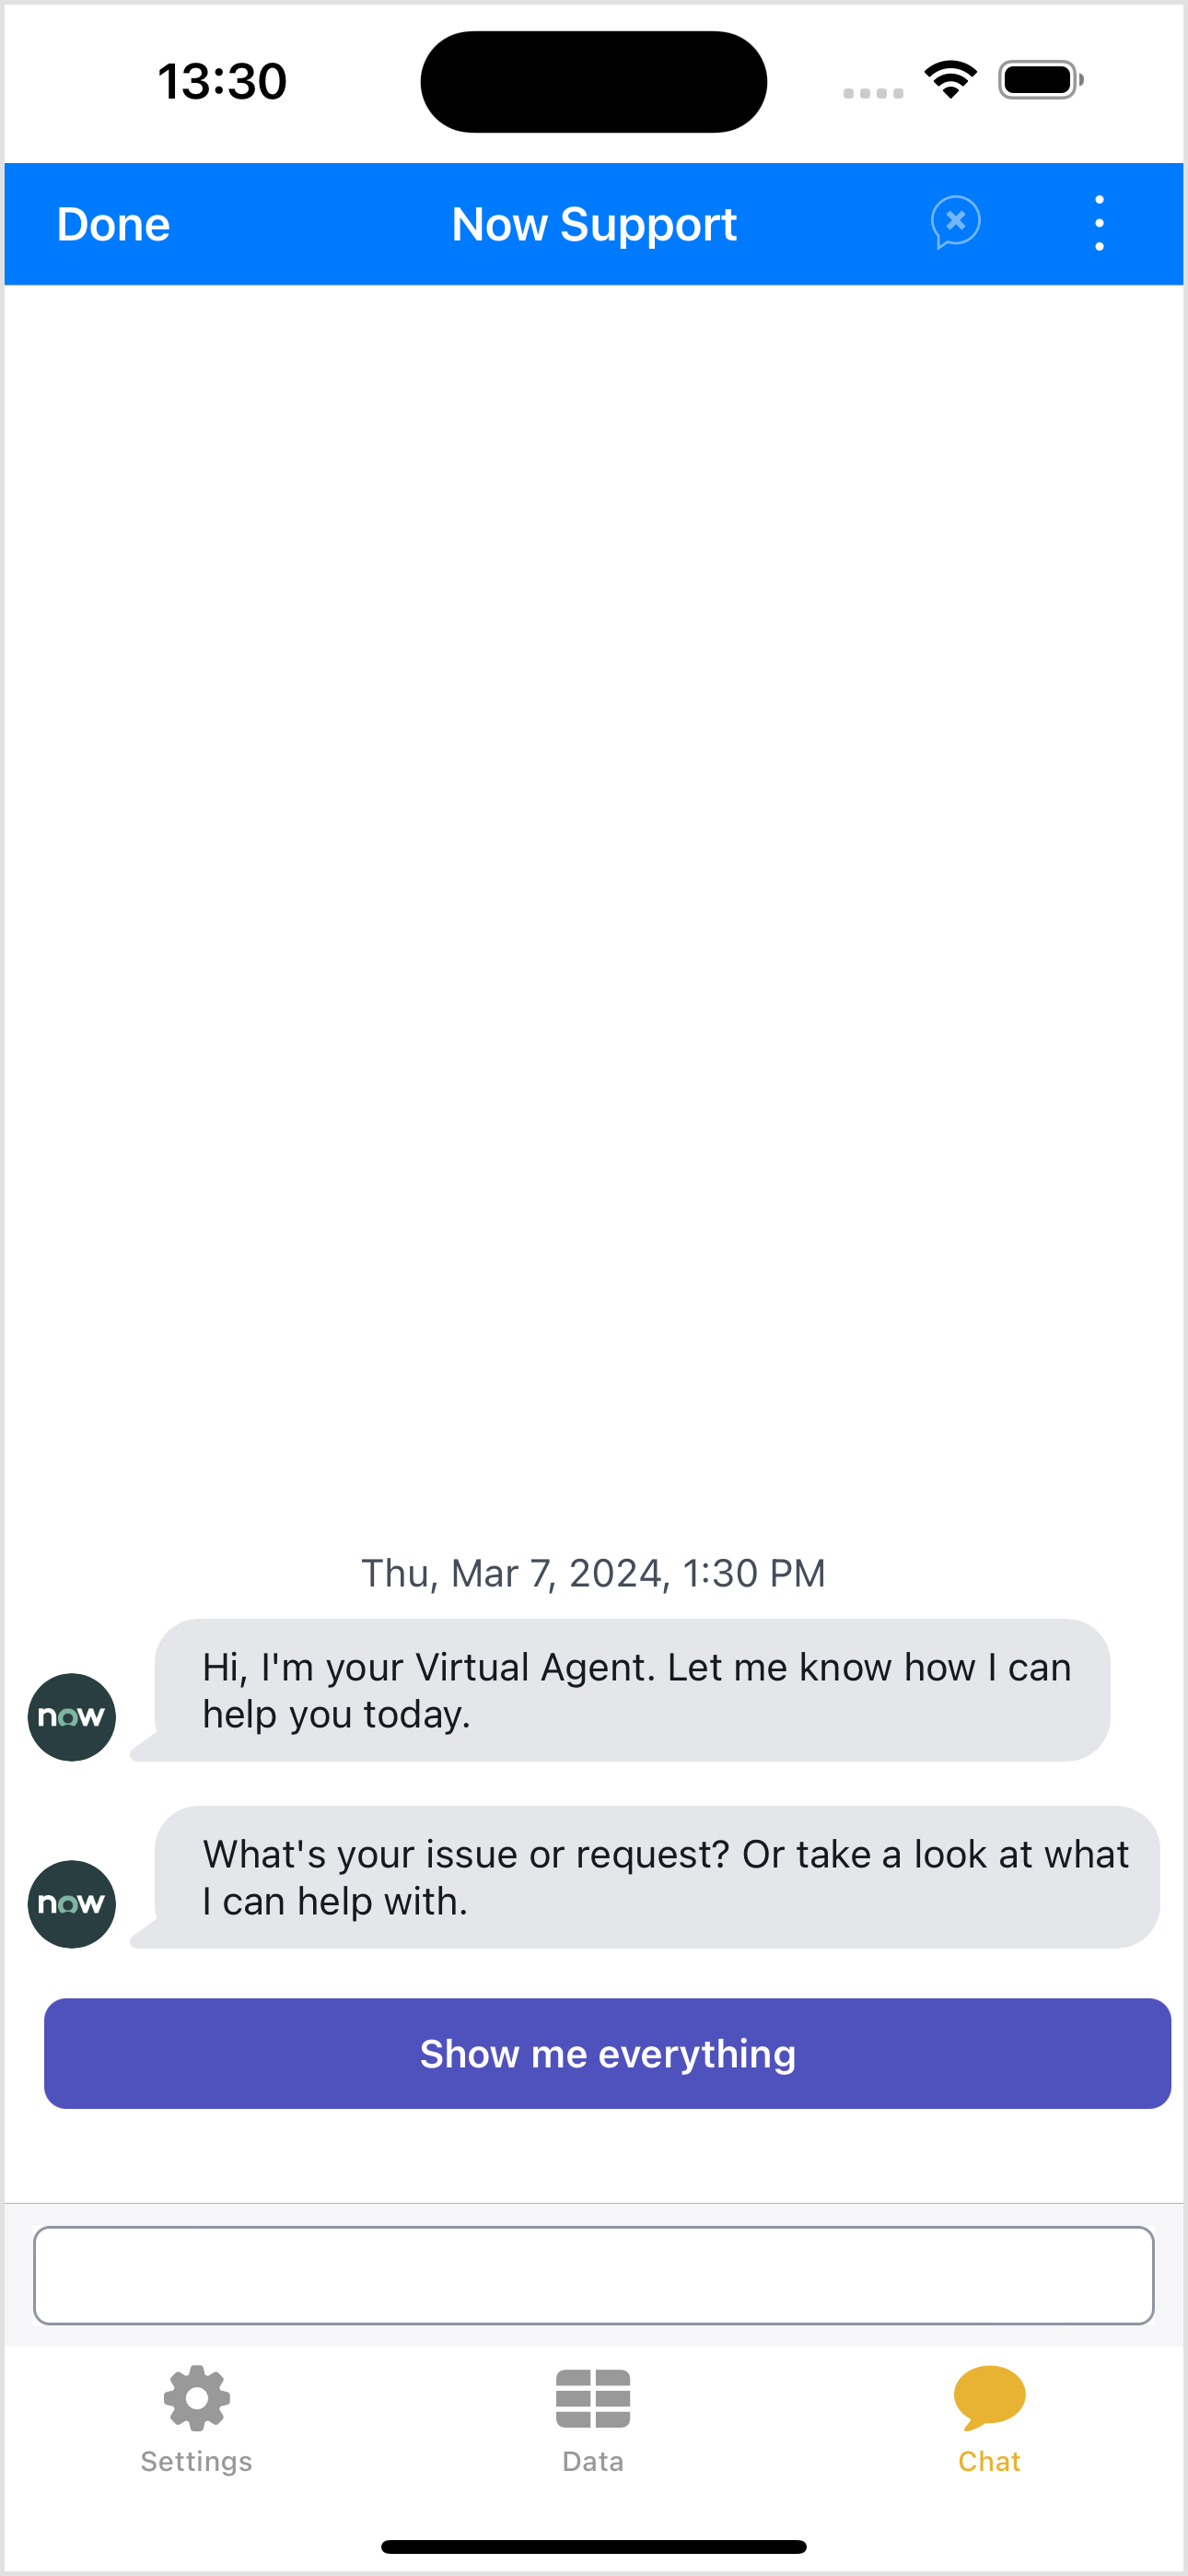 13:30
Done
Now Support
Thu, Mar 7, 2024, 1:30 PM
Hi, I'm your Virtual Agent. Let me know how I can
help you today.
now
What's your issue or request? Or take a look at what
I can help with.
now
Show me everything
Settings
Data
Chat